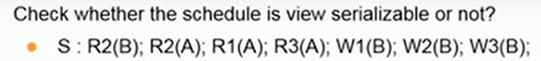 Check whether the schedule is view serializable or not?
• S : R2(B); R2(A); R1(A); R3(A); W1(B); W2(B); W3(B);